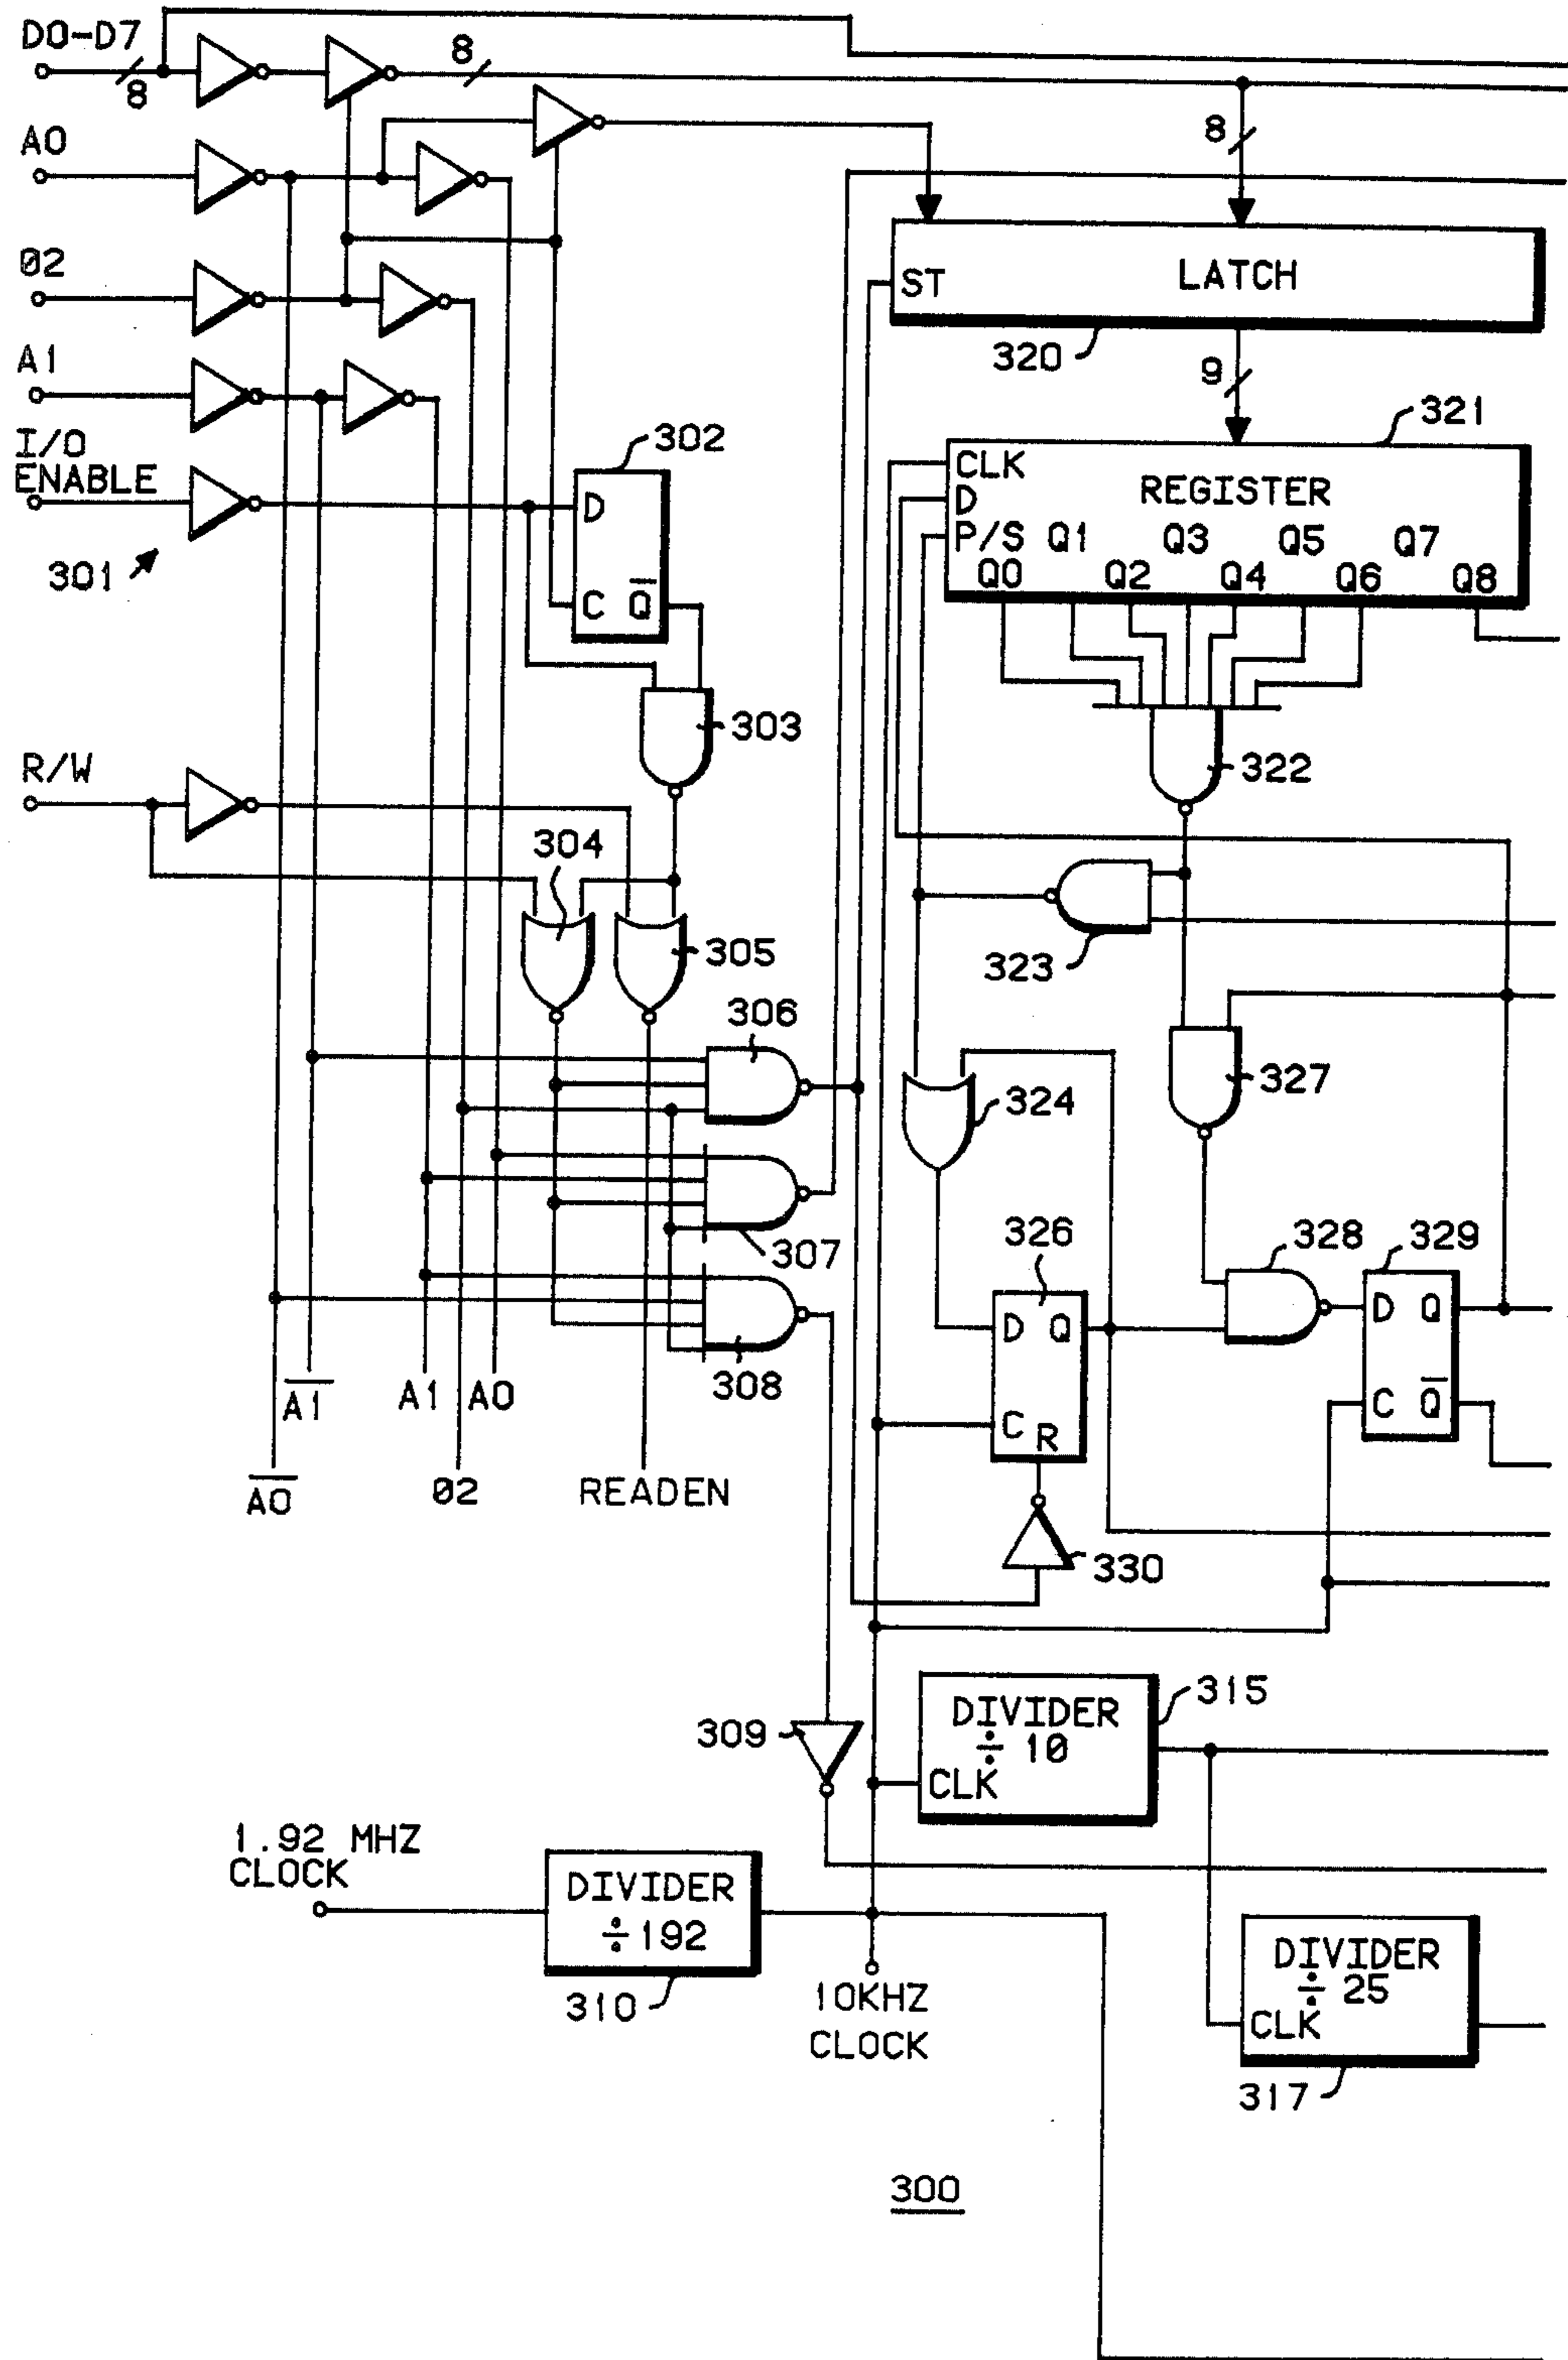 D0-D7
8
8
A0
8
02
LATCH
ST
320
A1
9
I/O
ENABLE
302
321
CLK
D
REGISTER
P/S Q1 Q3 Q5 Q7
Q0 Q2 Q4 Q6 Q8
D
C Q
301
303
R/W
322
304
305
323
306
324
327
307
326
328
329
D Q
D Q
C R
C Q
308
A1
A1 A0
A0
02
READEN
330
309
315
DIVIDER
÷ 10
CLK
1.92 MHZ
CLOCK
DIVIDER
÷ 192
310
10KHZ
CLOCK
DIVIDER
÷ 25
CLK
317
300